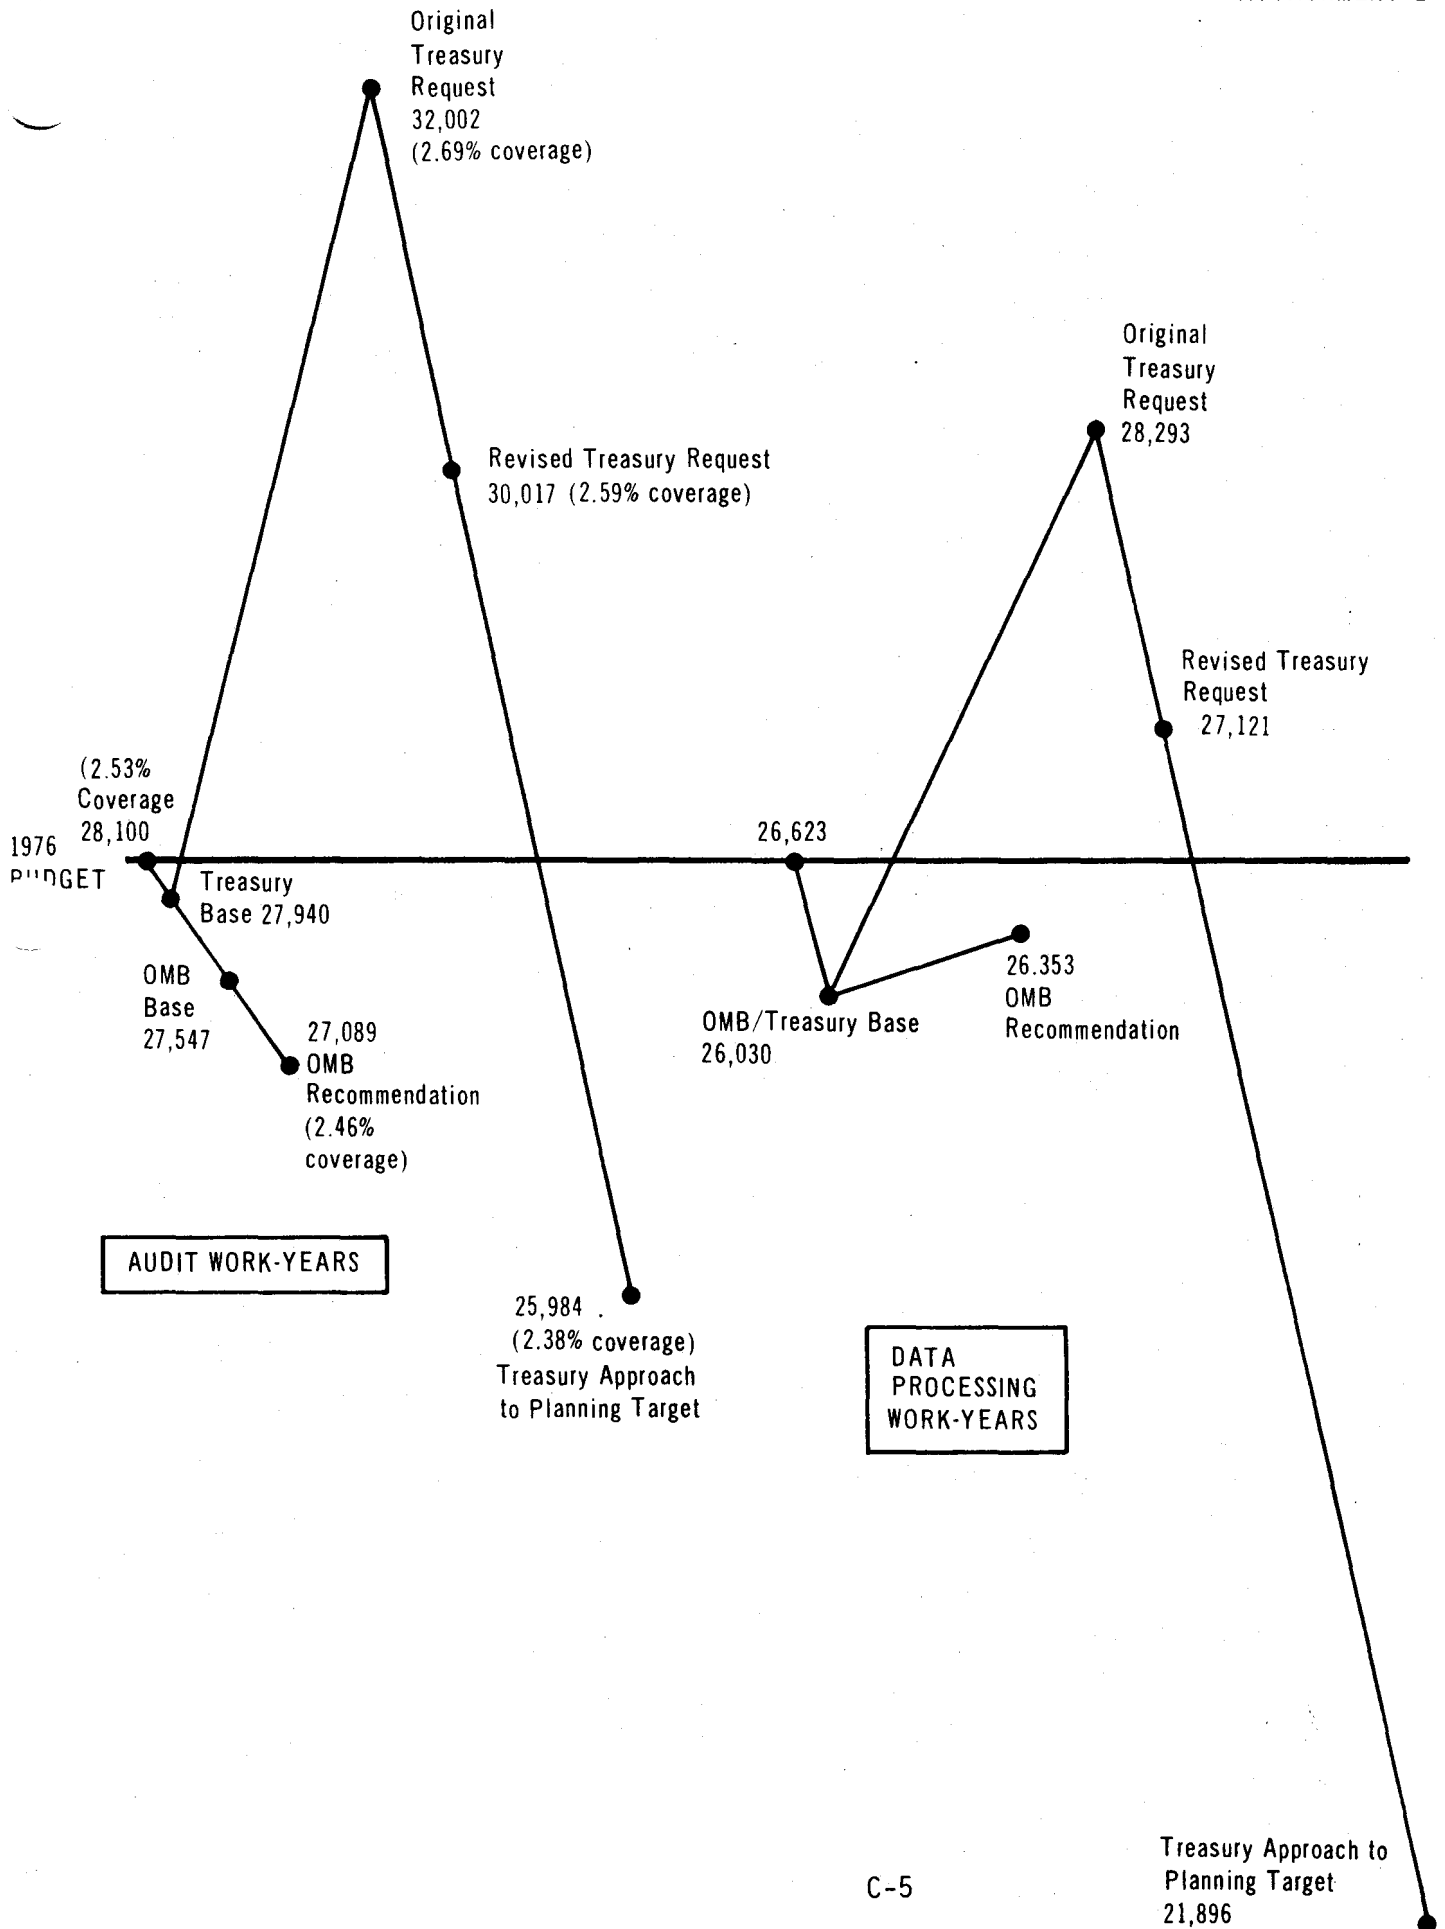 Original
Treasury
Request
32,002
(2.69% coverage)
Revised Treasury Request
30,017 (2.59% coverage)
Original
Treasury
Request
28,293
Revised Treasury
Request
27,121
(2.53%
Coverage
28,100
1976
Treasury
Base 27,940
OMB
Base
27,547
27,089
OMB
Recommendation
(2.46%
coverage)
AUDIT WORK-YEARS
25,984
(2.38% coverage)
Treasury Approach
to Planning Target
26,623
OMB/Treasury Base
26,030
26.353
OMB
Recommendation
DATA
PROCESSING
WORK-YEARS
Treasury Approach to
Planning Target
21,896
C-5